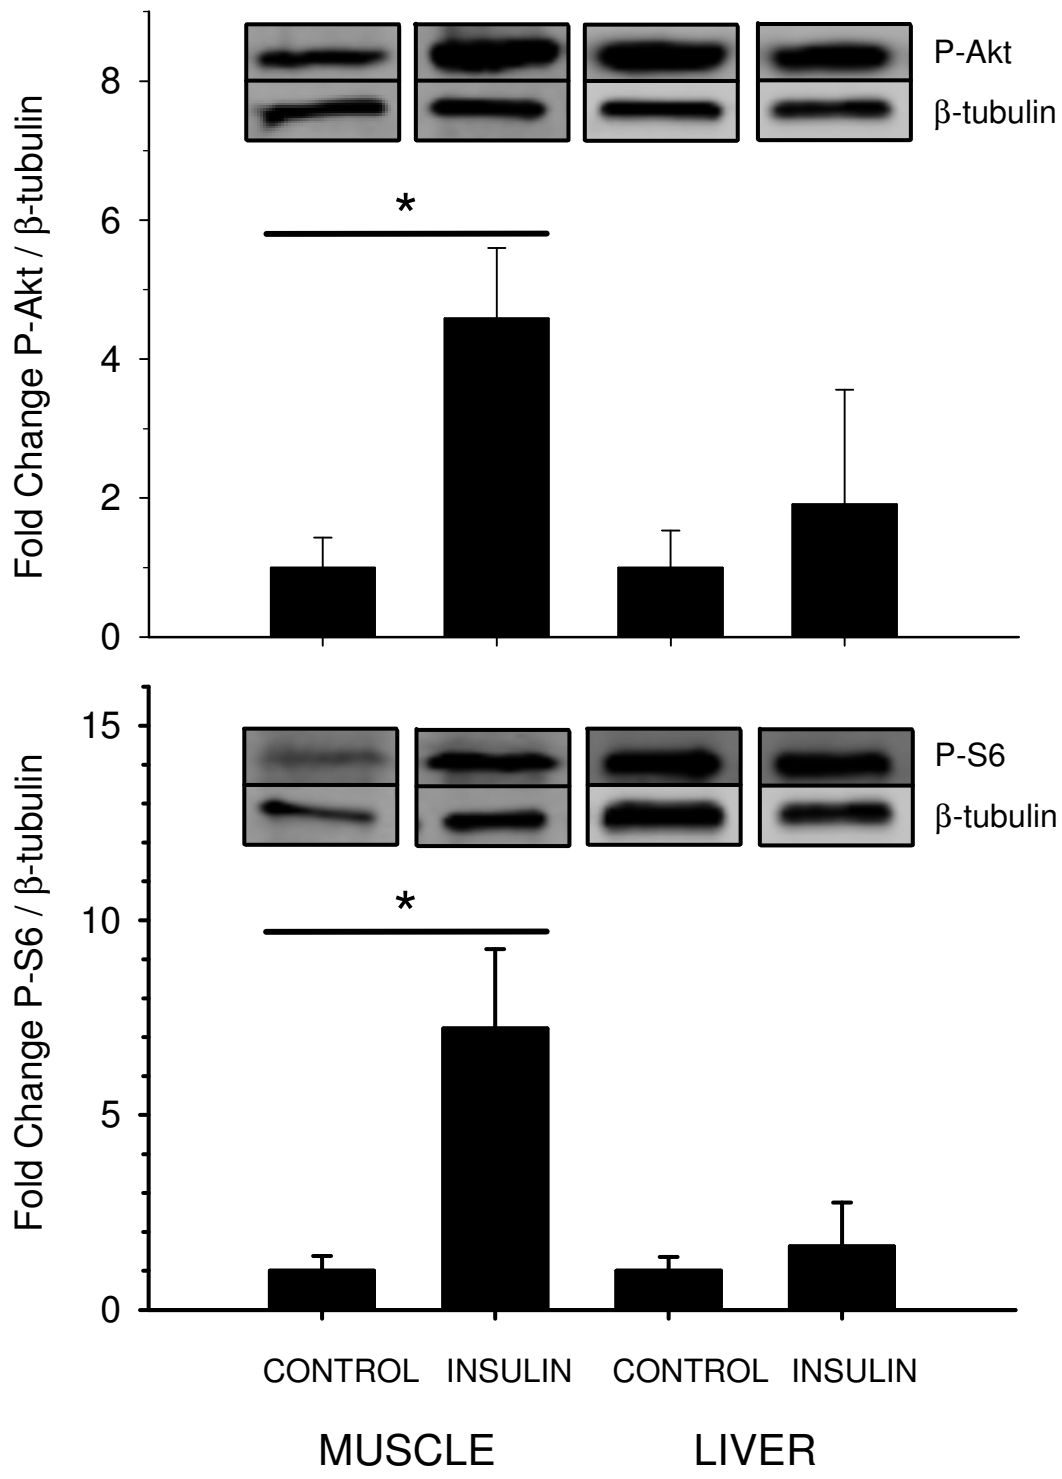 P-Akt
β-tubulin
Fold Change P-Akt / β-tubulin
8
6
4
2
0
*
P-S6
β-tubulin
Fold Change P-S6 / β-tubulin
15
10
5
0
*
CONTROL INSULIN CONTROL INSULIN
MUSCLE LIVER